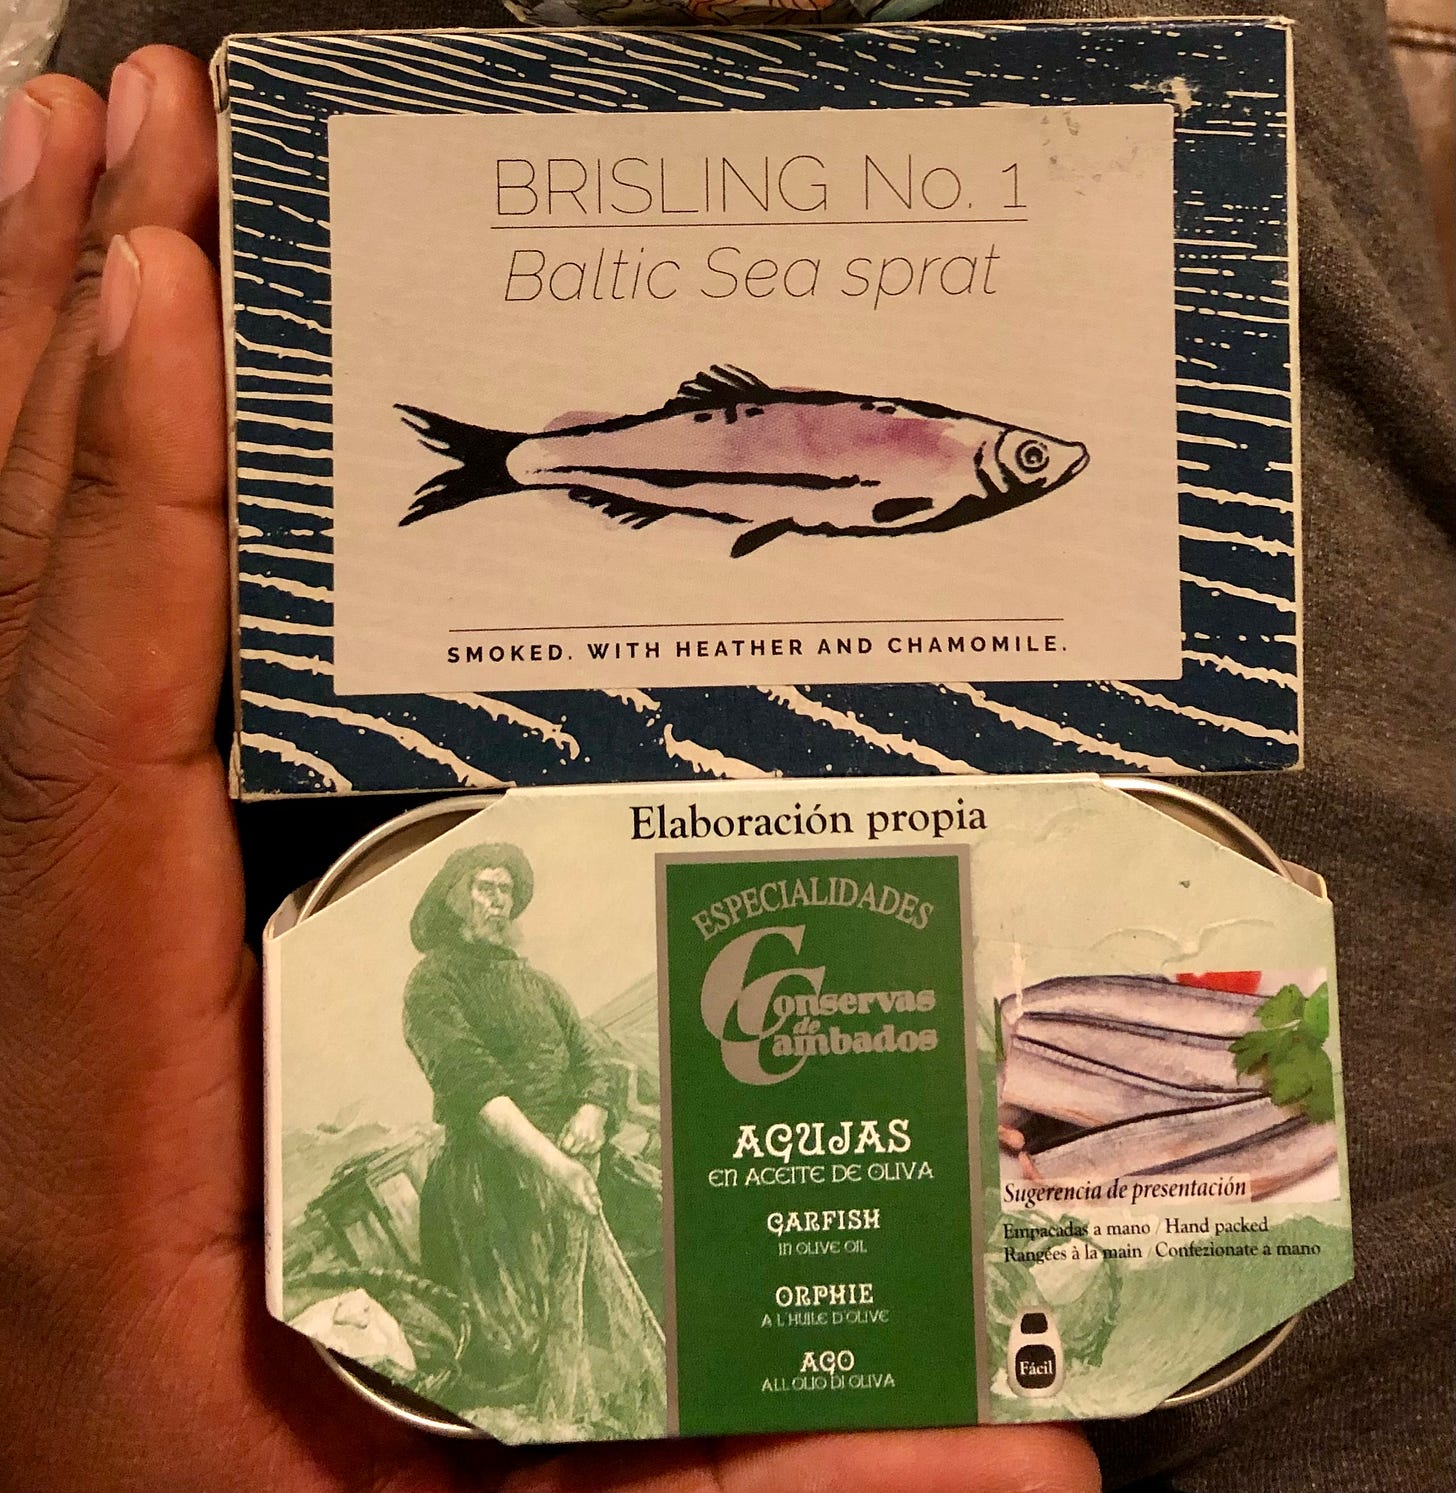 BRISLING No. 1
Baltic Sea sprat
SMOKED. WITH HEATHER AND CHAMOMILE.
Elaboración propia
ESPECIALIDADES
Conservas
de
Cambados
AGUJAS
EN ACEITE DE OLIVA
GARFISH
IN OLIVE OIL
ORPHIE
A L'HUILE D'OLIVE
AGO
ALL OLIO DI OLIVA
Sugerencia de presentación
Empacadas a mano / Hand packed
Rangées à la main / Confezionate a mano
Fácil